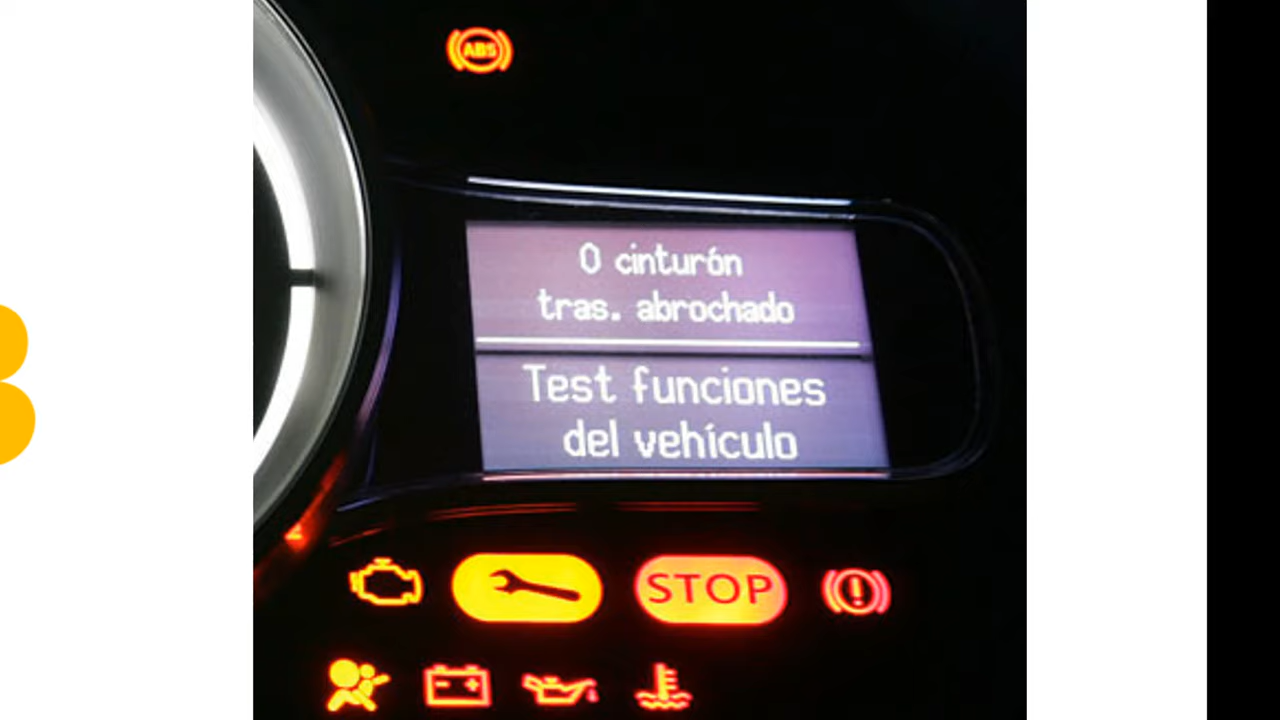 ABS
0 cinturón
tras. abrochado
Test funciones
del vehículo
STOP